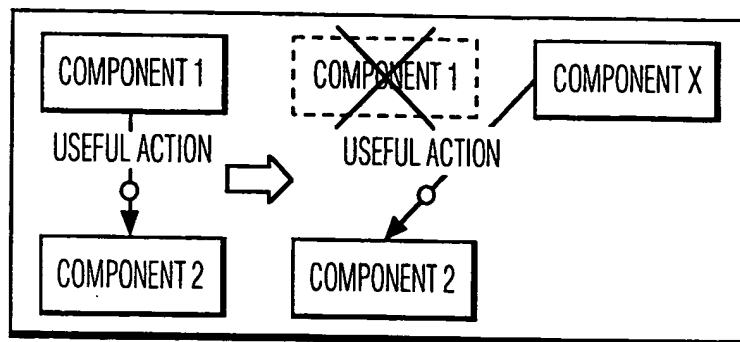 COMPONENT 1
USEFUL ACTION
COMPONENT 2
COMPONENT 1
COMPONENT X
USEFUL ACTION
COMPONENT 2